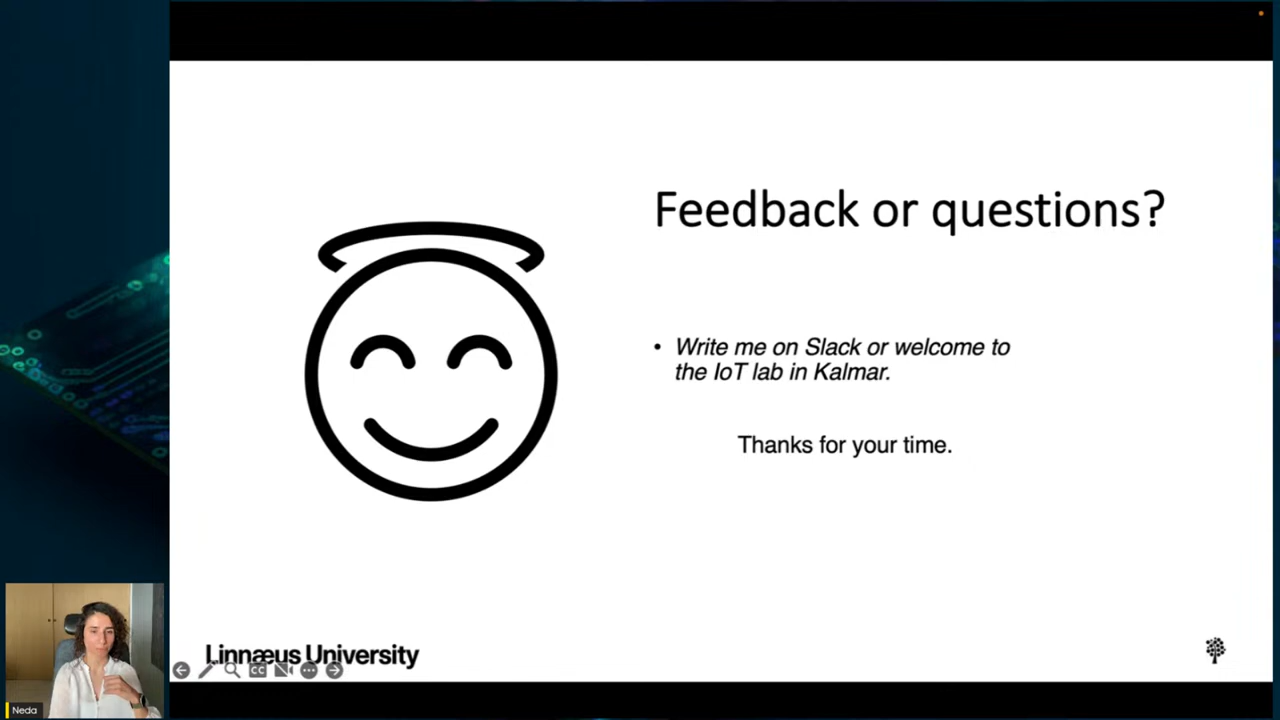 Feedback or questions?
• Write me on Slack or welcome to
the IoT lab in Kalmar.
Thanks for your time.
Linnæus University
CC
Neda